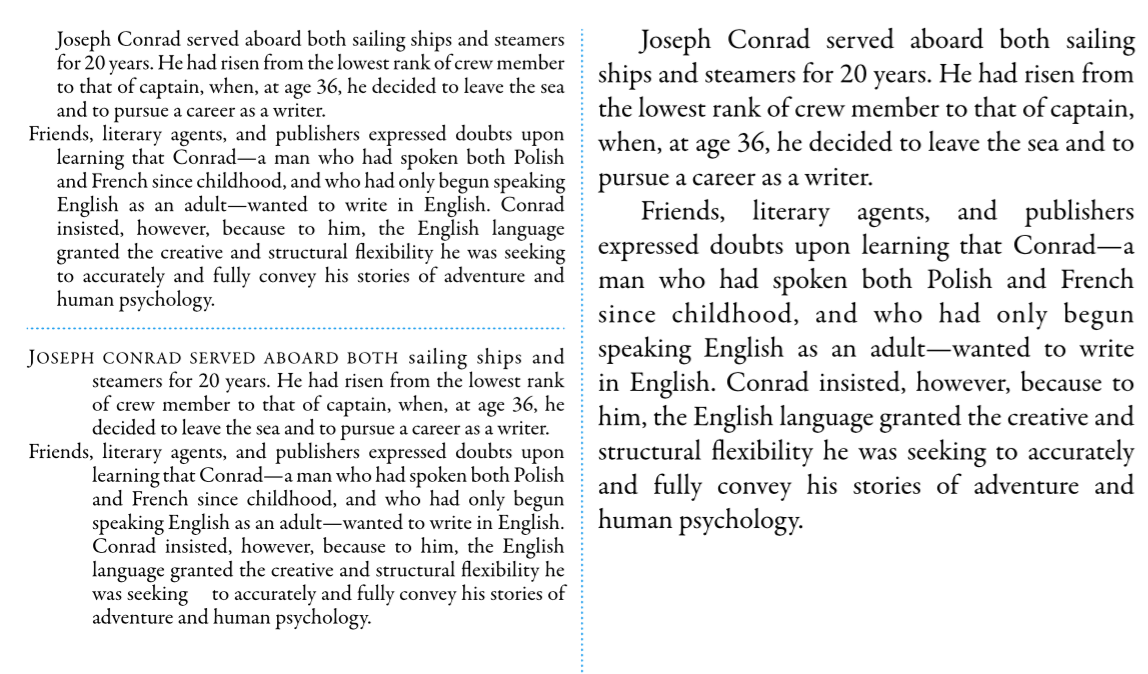 Joseph Conrad served aboard both sailing ships and steamers
for 20 years. He had risen from the lowest rank of crew member
to that of captain, when, at age 36, he decided to leave the sea
and to pursue a career as a writer.
Friends, literary agents, and publishers expressed doubts upon
learning that Conrad—a man who had spoken both Polish
and French since childhood, and who had only begun speaking
English as an adult—wanted to write in English. Conrad
insisted, however, because to him, the English language
granted the creative and structural flexibility he was seeking
to accurately and fully convey his stories of adventure and
human psychology.
JOSEPH CONRAD SERVED ABOARD BOTH sailing ships and
steamers for 20 years. He had risen from the lowest rank
of crew member to that of captain, when, at age 36, he
decided to leave the sea and to pursue a career as a writer.
Friends, literary agents, and publishers expressed doubts upon
learning that Conrad—a man who had spoken both Polish
and French since childhood, and who had only begun
speaking English as an adult—wanted to write in English.
Conrad insisted, however, because to him, the English
language granted the creative and structural flexibility he
was seeking to accurately and fully convey his stories of
adventure and human psychology.
Joseph Conrad served aboard both sailing
ships and steamers for 20 years. He had risen from
the lowest rank of crew member to that of captain,
when, at age 36, he decided to leave the sea and to
pursue a career as a writer.
Friends, literary agents, and publishers
expressed doubts upon learning that Conrad—a
man who had spoken both Polish and French
since childhood, and who had only begun
speaking English as an adult—wanted to write
in English. Conrad insisted, however, because to
him, the English language granted the creative and
structural flexibility he was seeking to accurately
and fully convey his stories of adventure and
human psychology.